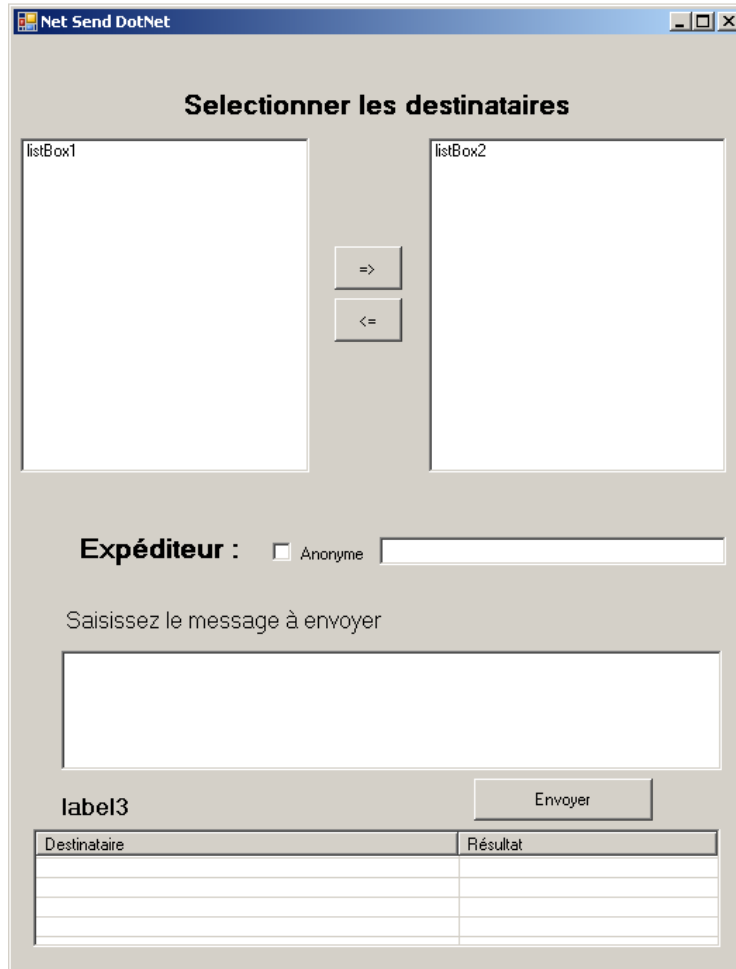 Net Send DotNet
Selectionner les destinataires
listBox1
listBox2
=>
<=
Expéditeur :
Anonyme
Saisissez le message à envoyer
Envoyer
label3
Destinataire
Résultat